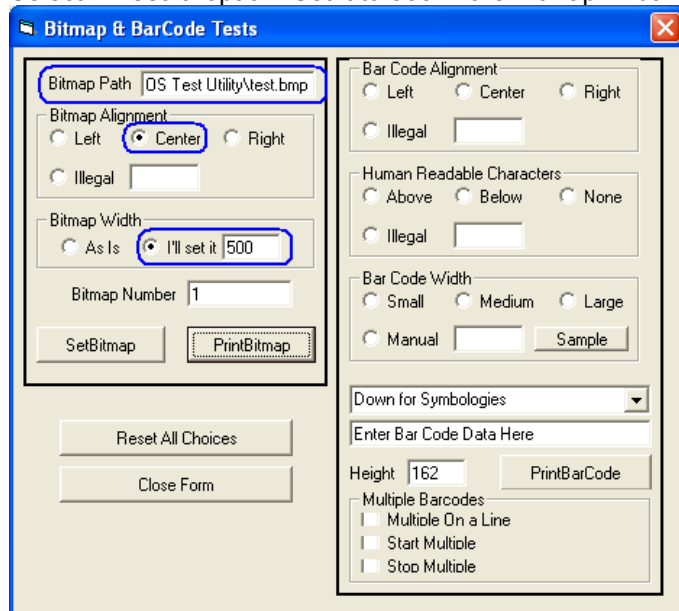 Bitmap & BarCode Tests
Bitmap Path OS Test Utility\test.bmp
Bitmap Alignment
Left Center Right
Illegal
Bitmap Width
As Is I'll set it 500
Bitmap Number 1
SetBitmap PrintBitmap
Reset All Choices
Close Form
Bar Code Alignment
Left Center Right
Illegal
Human Readable Characters
Above Below None
Illegal
Bar Code Width
Small Medium Large
Manual Sample
Down for Symbologies
Enter Bar Code Data Here
Height 162 PrintBarCode
Multiple Barcodes
Multiple On a Line
Start Multiple
Stop Multiple